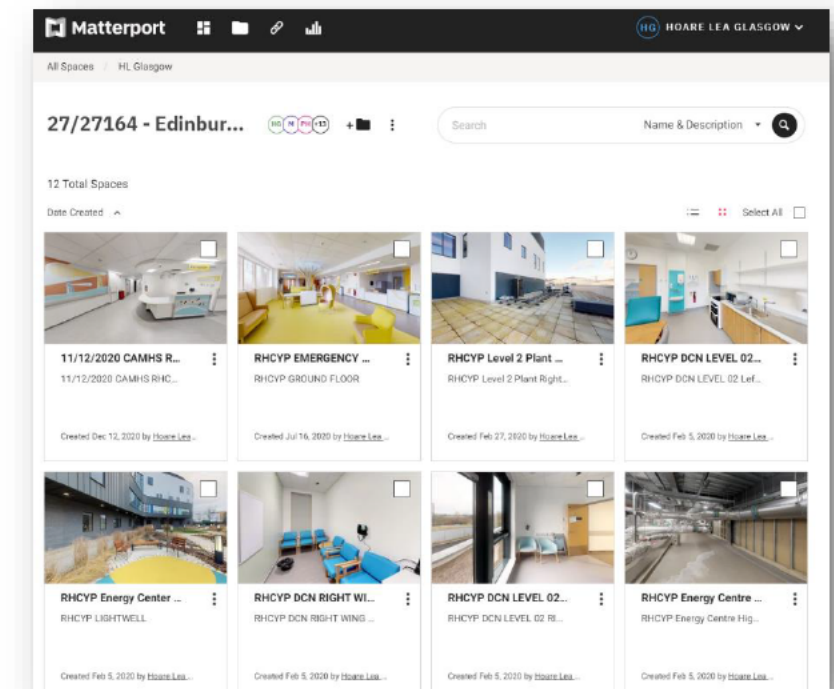 Matterport
HG HOARE LEA GLASGOW
All Spaces / HL Glasgow
27/27164 - Edinbur...
HG M PM +13
+
Search
Name & Description
12 Total Spaces
Date Created
Select All
11/12/2020 CAMHS R...
11/12/2020 CAMHS RHC...
Created Dec 12, 2020 by Hoare Lea ...
RHCYP EMERGENCY ...
RHCYP GROUND FLOOR
Created Jul 16, 2020 by Hoare Lea ...
RHCYP Level 2 Plant ...
RHCYP Level 2 Plant Right...
Created Feb 27, 2020 by Hoare Lea ...
RHCYP DCN LEVEL 02...
RHCYP DCN LEVEL 02 Lef...
Created Feb 5, 2020 by Hoare Lea ...
RHCYP Energy Center ...
RHCYP LIGHTWELL
Created Feb 5, 2020 by Hoare Lea ...
RHCYP DCN RIGHT WI...
RHCYP DCN RIGHT WING ...
Created Feb 5, 2020 by Hoare Lea ...
RHCYP DCN LEVEL 02...
RHCYP DCN LEVEL 02 RI...
Created Feb 5, 2020 by Hoare Lea ...
RHCYP Energy Centre ...
RHCYP Energy Centre Hig...
Created Feb 5, 2020 by Hoare Lea ...